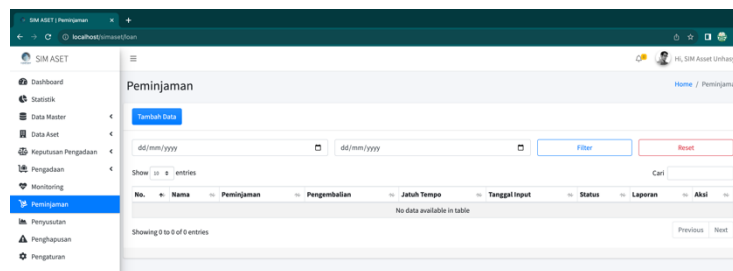 SIM ASET | Peminjaman
localhost/simaset/loan
SIM ASET
Hi, SIM Asset Unhasy
Dashboard
Statistik
Data Master
Data Aset
Keputusan Pengadaan
Pengadaan
Monitoring
Peminjaman
Penyusutan
Penghapusan
Pengaturan
Peminjaman
Home / Peminjama
Tambah Data
dd/mm/yyyy dd/mm/yyyy Filter Reset
Show 10 entries Cari
No. Nama Peminjaman Pengembalian Jatuh Tempo Tanggal Input Status Laporan Aksi
No data available in table
Showing 0 to 0 of 0 entries Previous Next